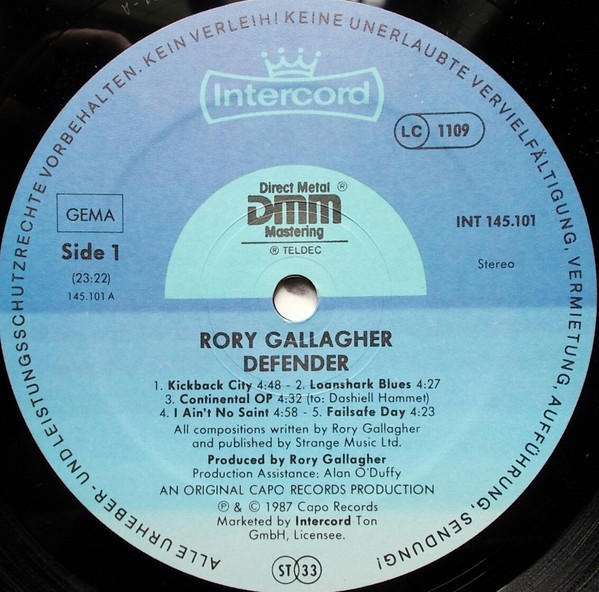 ALLE URHEBER- UND LEISTUNGSSCHUTZRECHTE VORBEHALTEN. KEIN VERLEIH! KEINE UNERLAUBTE VERVIELFÄLTIGUNG, VERMIETUNG, AUFFÜHRUNG, SENDUNG!
Intercord
LC 1109
Direct Metal ®
DMM
Mastering
® TELDEC
GEMA
Side 1
(23:22)
145.101 A
INT 145.101
Stereo
RORY GALLAGHER
DEFENDER
1. Kickback City 4:48 - 2. Loanshark Blues 4:27
3. Continental OP 4:32 (to: Dashiell Hammet)
4. I Ain't No Saint 4:58 - 5. Failsafe Day 4:23
All compositions written by Rory Gallagher
and published by Strange Music Ltd.
Produced by Rory Gallagher
Production Assistance: Alan O'Duffy
AN ORIGINAL CAPO RECORDS PRODUCTION
℗ & © 1987 Capo Records
Marketed by Intercord Ton
GmbH, Licensee.
ST 33